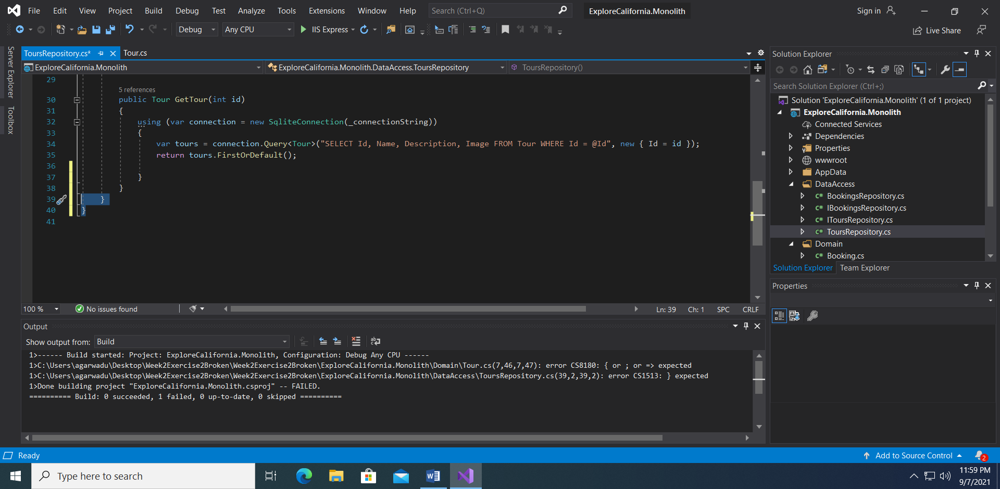 File Edit View Project Build Debug Test Analyze Tools Extensions Window Help Search (Ctrl+Q) ExploreCalifornia.Monolith Sign in
Debug Any CPU IIS Express Live Share
Server Explorer
Toolbox
ToursRepository.cs* Tour.cs
ExploreCalifornia.Monolith ExploreCalifornia.Monolith.DataAccess.ToursRepository ToursRepository()
29
5 references
30 public Tour GetTour(int id)
31 {
32 using (var connection = new SqliteConnection(_connectionString))
33 {
34 var tours = connection.Query<Tour>("SELECT Id, Name, Description, Image FROM Tour WHERE Id = @Id", new { Id = id });
35 return tours.FirstOrDefault();
36
37 }
38 }
39 }
40 }
41
100 % No issues found Ln: 39 Ch: 1 SPC CRLF
Output
Show output from: Build
1>------ Build started: Project: ExploreCalifornia.Monolith, Configuration: Debug Any CPU ------
1>C:\Users\agarwadu\Desktop\Week2Exercise2Broken\Week2Exercise2Broken\ExploreCalifornia.Monolith\Domain\Tour.cs(7,46,7,47): error CS8180: { or ; or => expected
1>C:\Users\agarwadu\Desktop\Week2Exercise2Broken\Week2Exercise2Broken\ExploreCalifornia.Monolith\DataAccess\ToursRepository.cs(39,2,39,2): error CS1513: } expected
1>Done building project "ExploreCalifornia.Monolith.csproj" -- FAILED.
========== Build: 0 succeeded, 1 failed, 0 up-to-date, 0 skipped ==========
Solution Explorer
Search Solution Explorer (Ctrl+;)
Solution 'ExploreCalifornia.Monolith' (1 of 1 project)
ExploreCalifornia.Monolith
Connected Services
Dependencies
Properties
wwwroot
AppData
DataAccess
C# BookingsRepository.cs
C# IBookingsRepository.cs
C# IToursRepository.cs
C# ToursRepository.cs
Domain
C# Booking.cs
Solution Explorer Team Explorer
Properties
Ready Add to Source Control 2
Type here to search
11:59 PM
9/7/2021